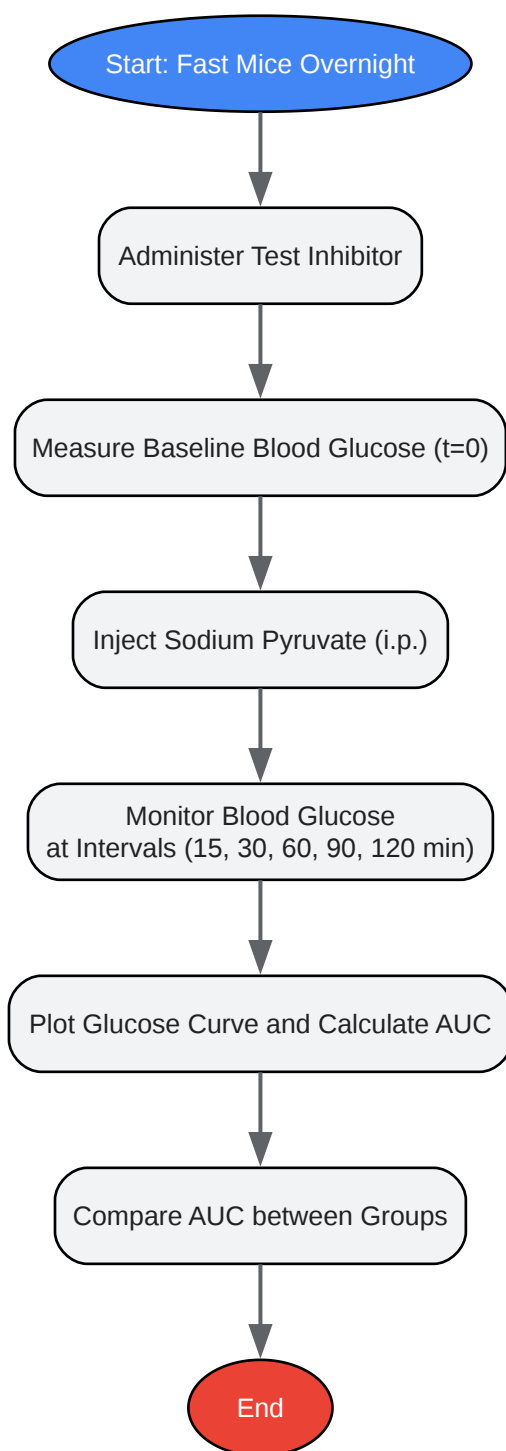 Start: Fast Mice Overnight
Administer Test Inhibitor
Measure Baseline Blood Glucose (t=0)
Inject Sodium Pyruvate (i.p.)
Monitor Blood Glucose
at Intervals (15, 30, 60, 90, 120 min)
Plot Glucose Curve and Calculate AUC
Compare AUC between Groups
End